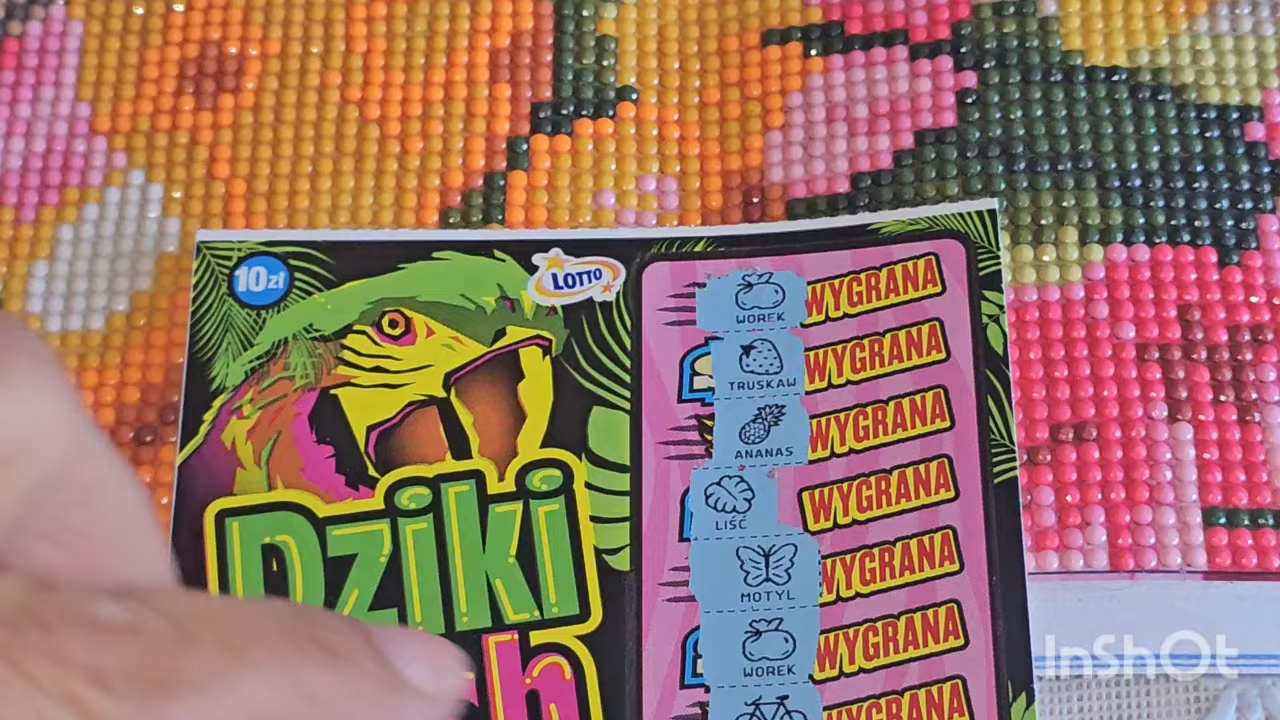 10zł
LOTTO
Dziki
WOREK
WYGRANA
TRUSKAW
WYGRANA
ANANAS
WYGRANA
LIŚĆ
WYGRANA
MOTYL
WYGRANA
WOREK
WYGRANA
WYGRANA
InShOt